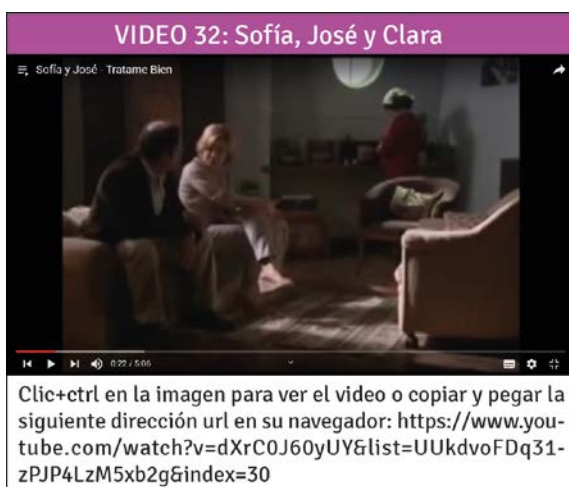 VIDEO 32: Sofía, José y Clara
Sofía y José - Tratame Bien
0:22 / 5:06
Clic+ctrl en la imagen para ver el video o copiar y pegar la
siguiente dirección url en su navegador: https://www.you-
tube.com/watch?v=dXrC0J60yUY&list=UUkdvoFDq31-
zPJP4LzM5xb2g&index=30